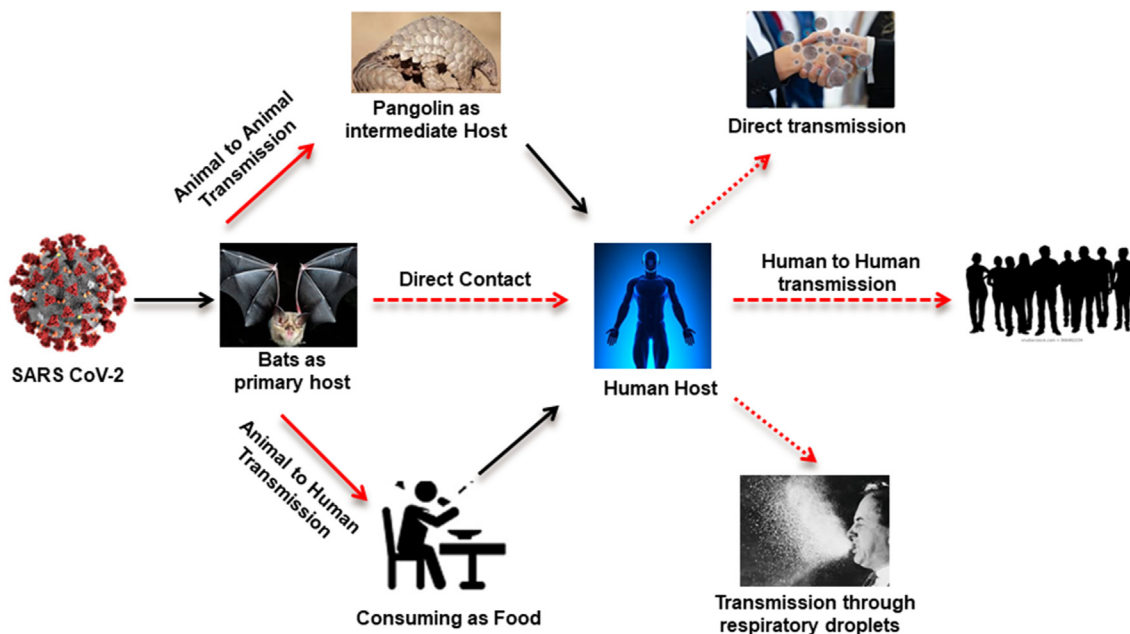 Pangolin as
intermediate Host
Direct transmission
Animal to Animal
Transmission
SARS CoV-2
Bats as
primary host
Direct Contact
Human Host
Human to Human
transmission
Animal to Human
Transmission
Consuming as Food
Transmission through
respiratory droplets